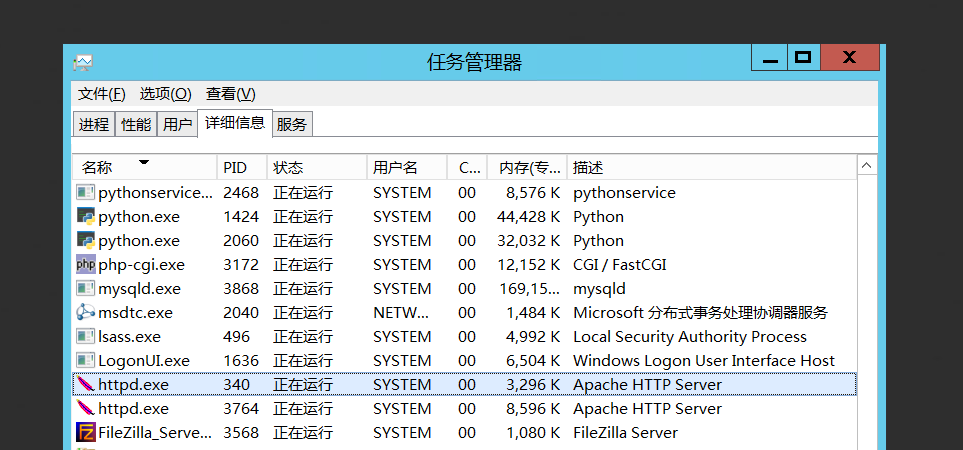 任务管理器
文件(F) 选项(O) 查看(V)
进程 性能 用户 详细信息 服务
名称 PID 状态 用户名 C... 内存(专... 描述
pythonservice... 2468 正在运行 SYSTEM 00 8,576 K pythonservice
python.exe 1424 正在运行 SYSTEM 00 44,428 K Python
python.exe 2060 正在运行 SYSTEM 00 32,032 K Python
php php-cgi.exe 3172 正在运行 SYSTEM 00 12,152 K CGI / FastCGI
mysqld.exe 3868 正在运行 SYSTEM 00 169,15... mysqld
msdtc.exe 2040 正在运行 NETW... 00 1,484 K Microsoft 分布式事务处理协调器服务
lsass.exe 496 正在运行 SYSTEM 00 4,992 K Local Security Authority Process
LogonUI.exe 1636 正在运行 SYSTEM 00 6,504 K Windows Logon User Interface Host
httpd.exe 340 正在运行 SYSTEM 00 3,296 K Apache HTTP Server
httpd.exe 3764 正在运行 SYSTEM 00 8,596 K Apache HTTP Server
FZ FileZilla_Serve... 3568 正在运行 SYSTEM 00 1,080 K FileZilla Server